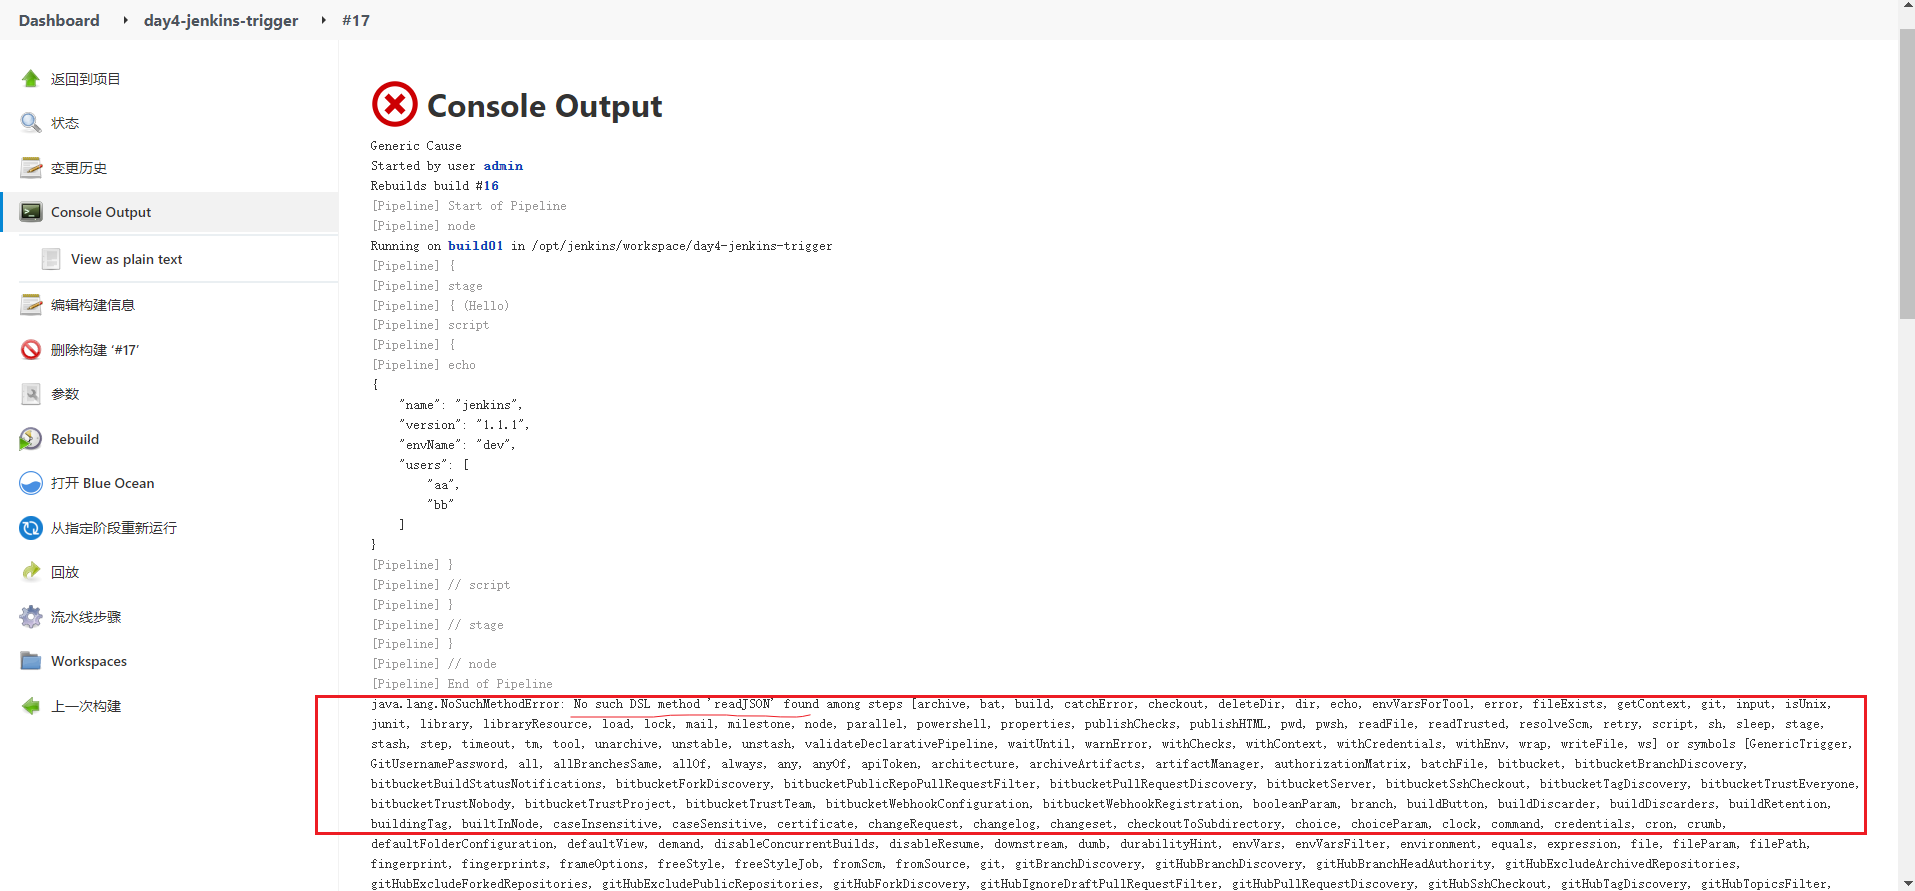 Dashboard ‣ day4-jenkins-trigger ‣ #17
返回到项目
状态
变更历史
Console Output
View as plain text
编辑构建信息
删除构建 ‘#17’
参数
Rebuild
打开 Blue Ocean
从指定阶段重新运行
回放
流水线步骤
Workspaces
上一次构建
Console Output
Generic Cause
Started by user admin
Rebuilds build #16
[Pipeline] Start of Pipeline
[Pipeline] node
Running on build01 in /opt/jenkins/workspace/day4-jenkins-trigger
[Pipeline] {
[Pipeline] stage
[Pipeline] { (Hello)
[Pipeline] script
[Pipeline] {
[Pipeline] echo
{
"name": "jenkins",
"version": "1.1.1",
"envName": "dev",
"users": [
"aa",
"bb"
]
}
[Pipeline] }
[Pipeline] // script
[Pipeline] }
[Pipeline] // stage
[Pipeline] }
[Pipeline] // node
[Pipeline] End of Pipeline
java.lang.NoSuchMethodError: No such DSL method 'readJSON' found among steps [archive, bat, build, catchError, checkout, deleteDir, dir, echo, envVarsForTool, error, fileExists, getContext, git, input, isUnix,
junit, library, libraryResource, load, lock, mail, milestone, node, parallel, powershell, properties, publishChecks, publishHTML, pwd, pwsh, readFile, readTrusted, resolveScm, retry, script, sh, sleep, stage,
stash, step, timeout, tm, tool, unarchive, unstable, unstash, validateDeclarativePipeline, waitUntil, warnError, withChecks, withContext, withCredentials, withEnv, wrap, writeFile, ws] or symbols [GenericTrigger,
GitUsernamePassword, all, allBranchesSame, allOf, always, any, anyOf, apiToken, architecture, archiveArtifacts, artifactManager, authorizationMatrix, batchFile, bitbucket, bitbucketBranchDiscovery,
bitbucketBuildStatusNotifications, bitbucketForkDiscovery, bitbucketPublicRepoPullRequestFilter, bitbucketPullRequestDiscovery, bitbucketServer, bitbucketSshCheckout, bitbucketTagDiscovery, bitbucketTrustEveryone,
bitbucketTrustNobody, bitbucketTrustProject, bitbucketTrustTeam, bitbucketWebhookConfiguration, bitbucketWebhookRegistration, booleanParam, branch, buildButton, buildDiscarder, buildDiscarders, buildRetention,
buildingTag, builtInNode, caseInsensitive, caseSensitive, certificate, changeRequest, changelog, changeset, checkoutToSubdirectory, choice, choiceParam, clock, command, credentials, cron, crumb,
defaultFolderConfiguration, defaultView, demand, disableConcurrentBuilds, disableResume, downstream, dumb, durabilityHint, envVars, envVarsFilter, environment, equals, expression, file, fileParam, filePath,
fingerprint, fingerprints, frameOptions, freeStyle, freeStyleJob, fromScm, fromSource, git, gitBranchDiscovery, gitHubBranchDiscovery, gitHubBranchHeadAuthority, gitHubExcludeArchivedRepositories,
gitHubExcludeForkedRepositories, gitHubExcludePublicRepositories, gitHubForkDiscovery, gitHubIgnoreDraftPullRequestFilter, gitHubPullRequestDiscovery, gitHubSshCheckout, gitHubTagDiscovery, gitHubTopicsFilter,